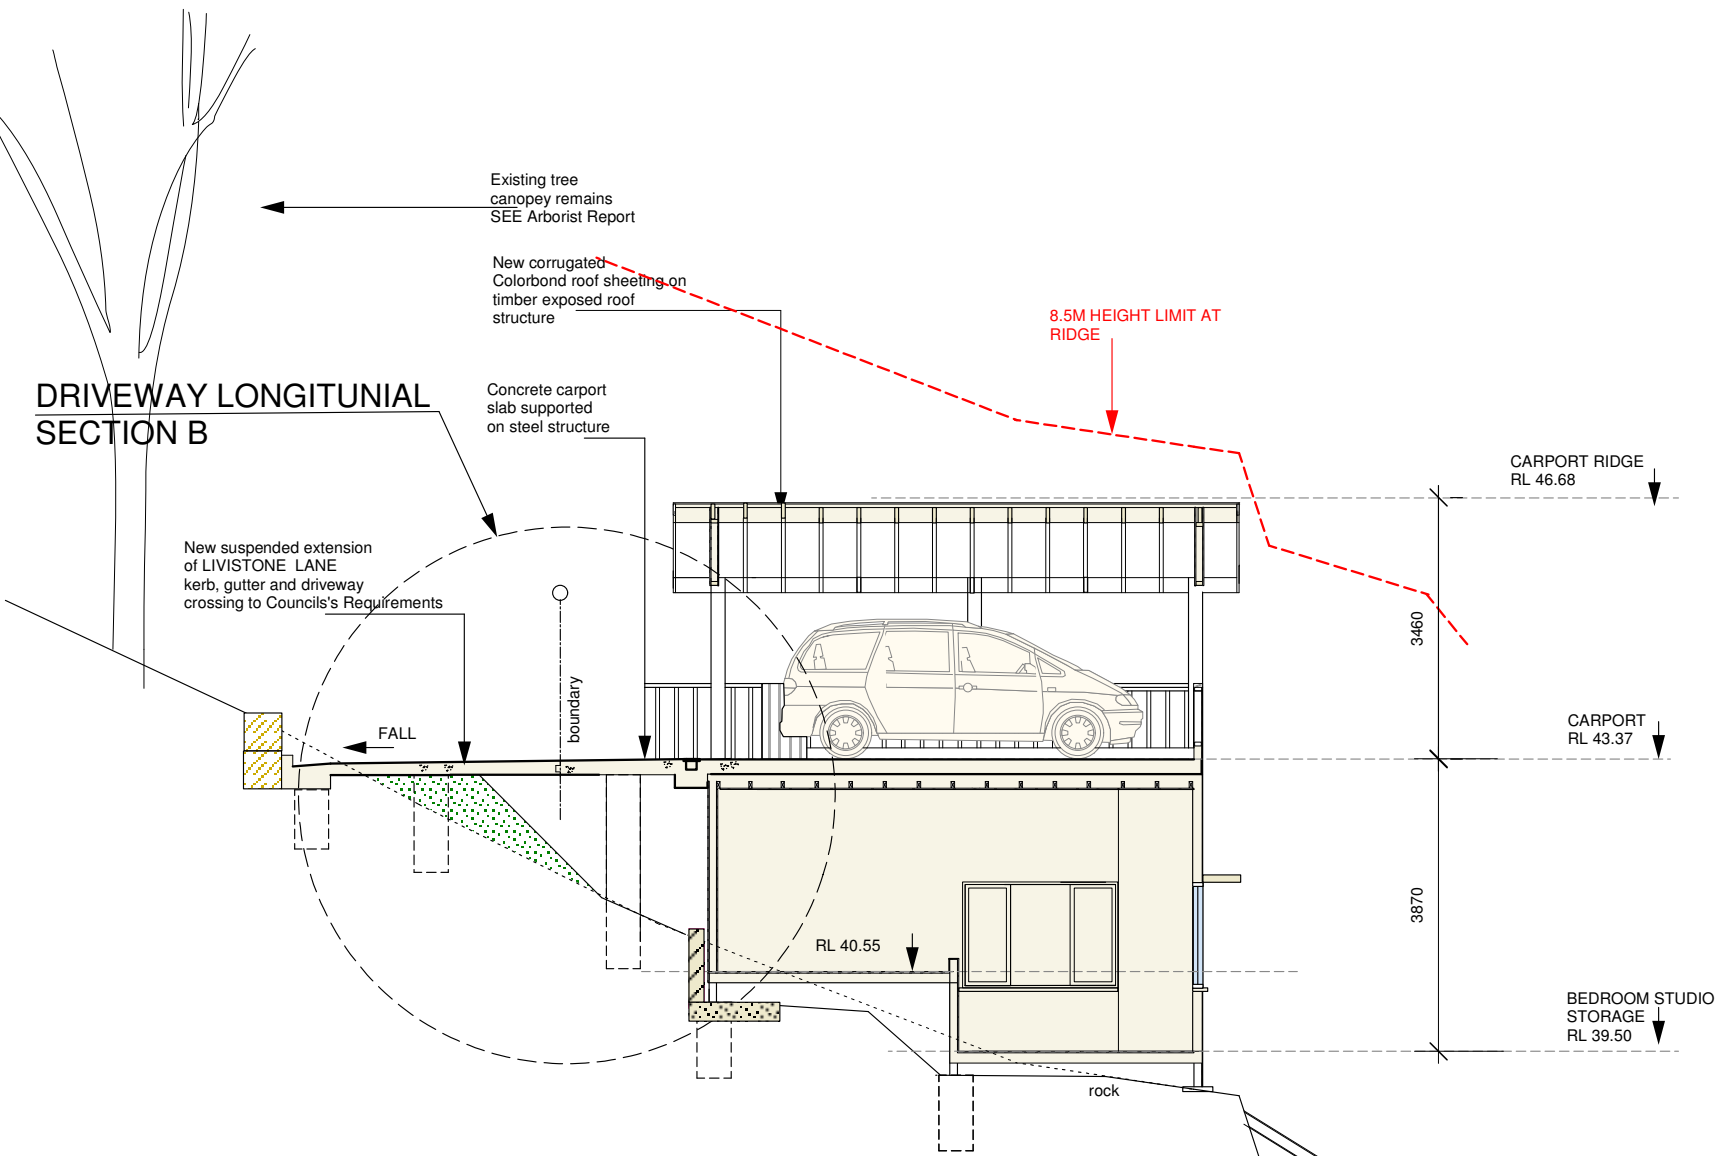 Existing tree
canopey remains
SEE Arborist Report
New corrugated
Colorbond roof sheeting on
timber exposed roof
structure
8.5M HEIGHT LIMIT AT
RIDGE
DRIVEWAY LONGITUNIAL
SECTION B
Concrete carport
slab supported
on steel structure
CARPORT RIDGE
RL 46.68
New suspended extension
of LIVISTONE LANE
kerb, gutter and driveway
crossing to Councils's Requirements
3460
boundary
FALL
CARPORT
RL 43.37
3870
RL 40.55
BEDROOM STUDIO
STORAGE
RL 39.50
rock